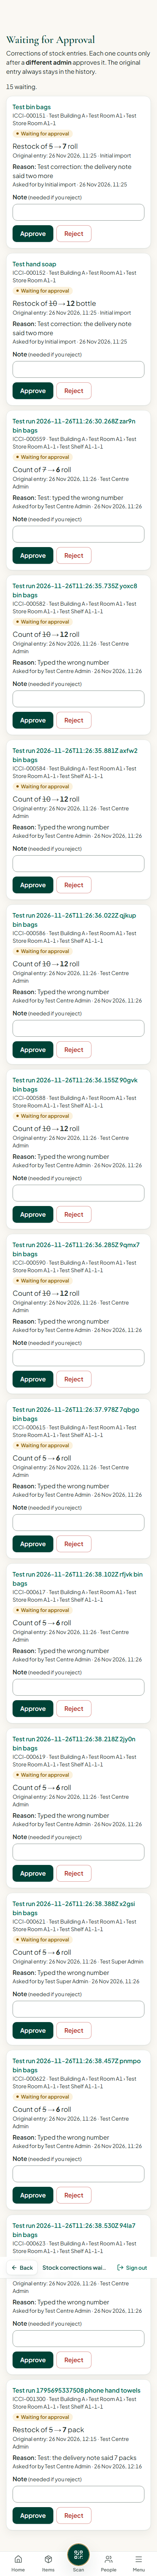 Waiting for Approval
Corrections of stock entries. Each one counts only
after a different admin approves it. The original
entry always stays in the history.
15 waiting.
Test bin bags
ICCI-000151 · Test Building A › Test Room A1 › Test
Store Room A1-1
Waiting for approval
Restock of 5 → 7 roll
Original entry: 26 Nov 2026, 11:25 · Initial Import
Reason: Test correction: the delivery note
said two more
Asked for by Initial Import · 26 Nov 2026, 11:25
Note (needed if you reject)
Approve Reject
Test hand soap
ICCI-000152 · Test Building A › Test Room A1 › Test
Store Room A1-1
Waiting for approval
Restock of 10 → 12 bottle
Original entry: 26 Nov 2026, 11:25 · Initial Import
Reason: Test correction: the delivery note
said two more
Asked for by Initial Import · 26 Nov 2026, 11:25
Note (needed if you reject)
Approve Reject
Test run 2026-11-26T11:26:30.268Z zar9n
bin bags
ICCI-000559 · Test Building A › Test Room A1 › Test
Store Room A1-1 › Test Shelf A1-1-1
Waiting for approval
Count of 7 → 6 roll
Original entry: 26 Nov 2026, 11:26 · Test Centre
Admin
Reason: Test: typed the wrong number
Asked for by Test Centre Admin · 26 Nov 2026, 11:26
Note (needed if you reject)
Approve Reject
Test run 2026-11-26T11:26:35.735Z yoxc8
bin bags
ICCI-000582 · Test Building A › Test Room A1 › Test
Store Room A1-1 › Test Shelf A1-1-1
Waiting for approval
Count of 10 → 12 roll
Original entry: 26 Nov 2026, 11:26 · Test Centre
Admin
Reason: Typed the wrong number
Asked for by Test Centre Admin · 26 Nov 2026, 11:26
Note (needed if you reject)
Approve Reject
Test run 2026-11-26T11:26:35.881Z axfw2
bin bags
ICCI-000584 · Test Building A › Test Room A1 › Test
Store Room A1-1 › Test Shelf A1-1-1
Waiting for approval
Count of 10 → 12 roll
Original entry: 26 Nov 2026, 11:26 · Test Centre
Admin
Reason: Typed the wrong number
Asked for by Test Centre Admin · 26 Nov 2026, 11:26
Note (needed if you reject)
Approve Reject
Test run 2026-11-26T11:26:36.022Z qjkup
bin bags
ICCI-000586 · Test Building A › Test Room A1 › Test
Store Room A1-1 › Test Shelf A1-1-1
Waiting for approval
Count of 10 → 12 roll
Original entry: 26 Nov 2026, 11:26 · Test Centre
Admin
Reason: Typed the wrong number
Asked for by Test Centre Admin · 26 Nov 2026, 11:26
Note (needed if you reject)
Approve Reject
Test run 2026-11-26T11:26:36.155Z 90gvk
bin bags
ICCI-000588 · Test Building A › Test Room A1 › Test
Store Room A1-1 › Test Shelf A1-1-1
Waiting for approval
Count of 10 → 12 roll
Original entry: 26 Nov 2026, 11:26 · Test Centre
Admin
Reason: Typed the wrong number
Asked for by Test Centre Admin · 26 Nov 2026, 11:26
Note (needed if you reject)
Approve Reject
Test run 2026-11-26T11:26:36.285Z 9qmx7
bin bags
ICCI-000590 · Test Building A › Test Room A1 › Test
Store Room A1-1 › Test Shelf A1-1-1
Waiting for approval
Count of 10 → 12 roll
Original entry: 26 Nov 2026, 11:26 · Test Centre
Admin
Reason: Typed the wrong number
Asked for by Test Centre Admin · 26 Nov 2026, 11:26
Note (needed if you reject)
Approve Reject
Test run 2026-11-26T11:26:37.978Z 7qbgo
bin bags
ICCI-000615 · Test Building A › Test Room A1 › Test
Store Room A1-1 › Test Shelf A1-1-1
Waiting for approval
Count of 5 → 6 roll
Original entry: 26 Nov 2026, 11:26 · Test Centre
Admin
Reason: Typed the wrong number
Asked for by Test Centre Admin · 26 Nov 2026, 11:26
Note (needed if you reject)
Approve Reject
Test run 2026-11-26T11:26:38.102Z rfjvk bin
bags
ICCI-000617 · Test Building A › Test Room A1 › Test
Store Room A1-1 › Test Shelf A1-1-1
Waiting for approval
Count of 5 → 6 roll
Original entry: 26 Nov 2026, 11:26 · Test Centre
Admin
Reason: Typed the wrong number
Asked for by Test Centre Admin · 26 Nov 2026, 11:26
Note (needed if you reject)
Approve Reject
Test run 2026-11-26T11:26:38.218Z 2jy0n
bin bags
ICCI-000619 · Test Building A › Test Room A1 › Test
Store Room A1-1 › Test Shelf A1-1-1
Waiting for approval
Count of 5 → 6 roll
Original entry: 26 Nov 2026, 11:26 · Test Centre
Admin
Reason: Typed the wrong number
Asked for by Test Centre Admin · 26 Nov 2026, 11:26
Note (needed if you reject)
Approve Reject
Test run 2026-11-26T11:26:38.388Z x2gsi
bin bags
ICCI-000621 · Test Building A › Test Room A1 › Test
Store Room A1-1 › Test Shelf A1-1-1
Waiting for approval
Count of 5 → 6 roll
Original entry: 26 Nov 2026, 11:26 · Test Super Admin
Reason: Typed the wrong number
Asked for by Test Super Admin · 26 Nov 2026, 11:26
Note (needed if you reject)
Approve Reject
Test run 2026-11-26T11:26:38.457Z pnmpo
bin bags
ICCI-000622 · Test Building A › Test Room A1 › Test
Store Room A1-1 › Test Shelf A1-1-1
Waiting for approval
Count of 5 → 6 roll
Original entry: 26 Nov 2026, 11:26 · Test Centre
Admin
Reason: Typed the wrong number
Asked for by Test Centre Admin · 26 Nov 2026, 11:26
Note (needed if you reject)
Approve Reject
Test run 2026-11-26T11:26:38.530Z 94la7
bin bags
ICCI-000623 · Test Building A › Test Room A1 › Test
Store Room A1-1 › Test Shelf A1-1-1
Back Stock corrections wai… Sign out
Original entry: 26 Nov 2026, 11:26 · Test Centre
Admin
Reason: Typed the wrong number
Asked for by Test Centre Admin · 26 Nov 2026, 11:26
Note (needed if you reject)
Approve Reject
Test run 1795695337508 phone hand towels
ICCI-001300 · Test Building A › Test Room A1 › Test
Store Room A1-1
Waiting for approval
Restock of 5 → 7 pack
Original entry: 26 Nov 2026, 12:15 · Test Centre
Admin
Reason: Test: the delivery note said 7 packs
Asked for by Test Centre Admin · 26 Nov 2026, 12:16
Note (needed if you reject)
Approve Reject
Home Items Scan People Menu